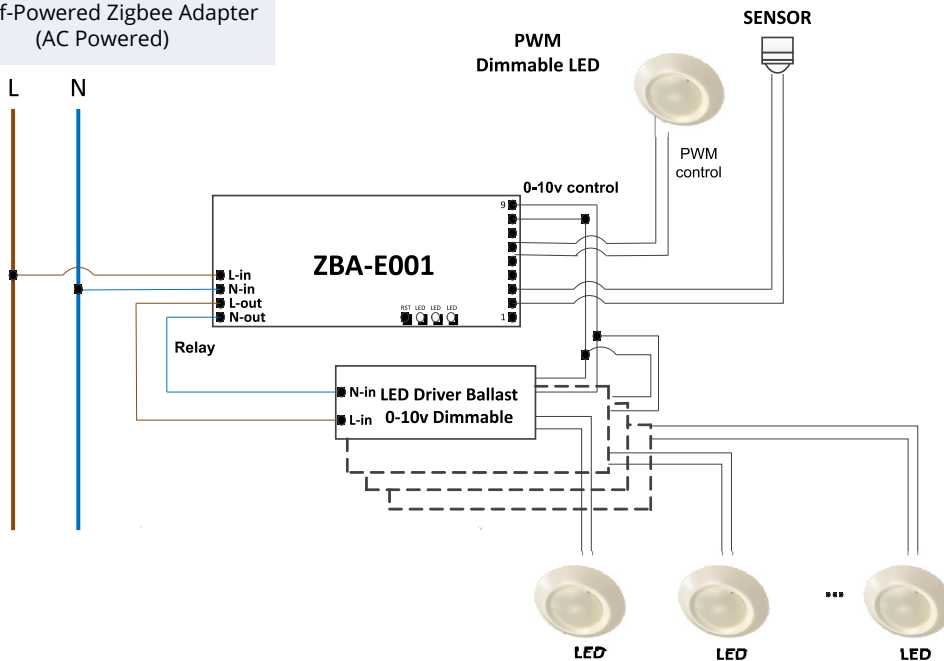 f-Powered Zigbee Adapter
(AC Powered)
L
N
SENSOR
PWM
Dimmable LED
PWM
control
0-10v control
9
ZBA-E001
L-in
N-in
L-out
N-out
RST LED LED LED
1
Relay
N-in LED Driver Ballast
L-in 0-10v Dimmable
...
LED
LED
LED